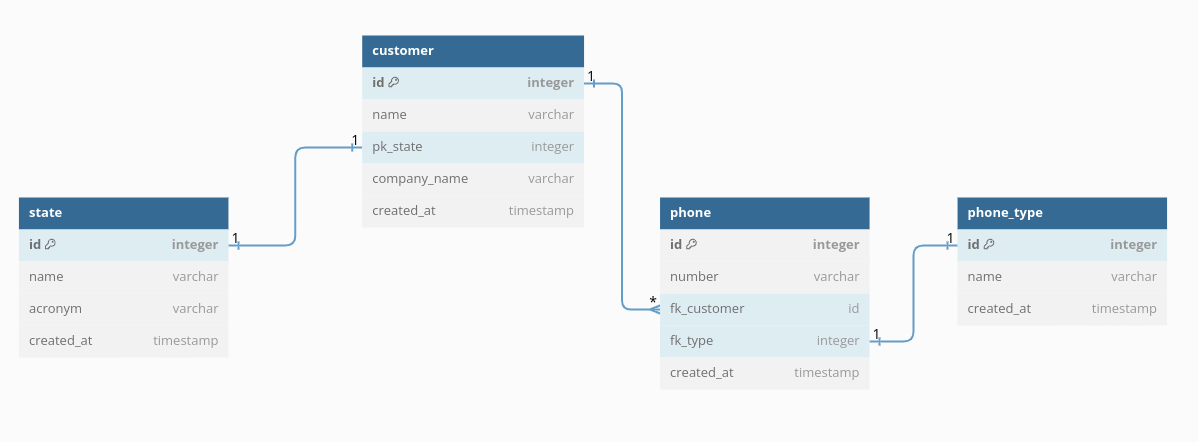 customer
id integer
name varchar
pk_state integer
company_name varchar
created_at timestamp
1
1
state
id integer
name varchar
acronym varchar
created_at timestamp
1
phone
id integer
number varchar
fk_customer id
fk_type integer
created_at timestamp
*
1
phone_type
id integer
name varchar
created_at timestamp
1